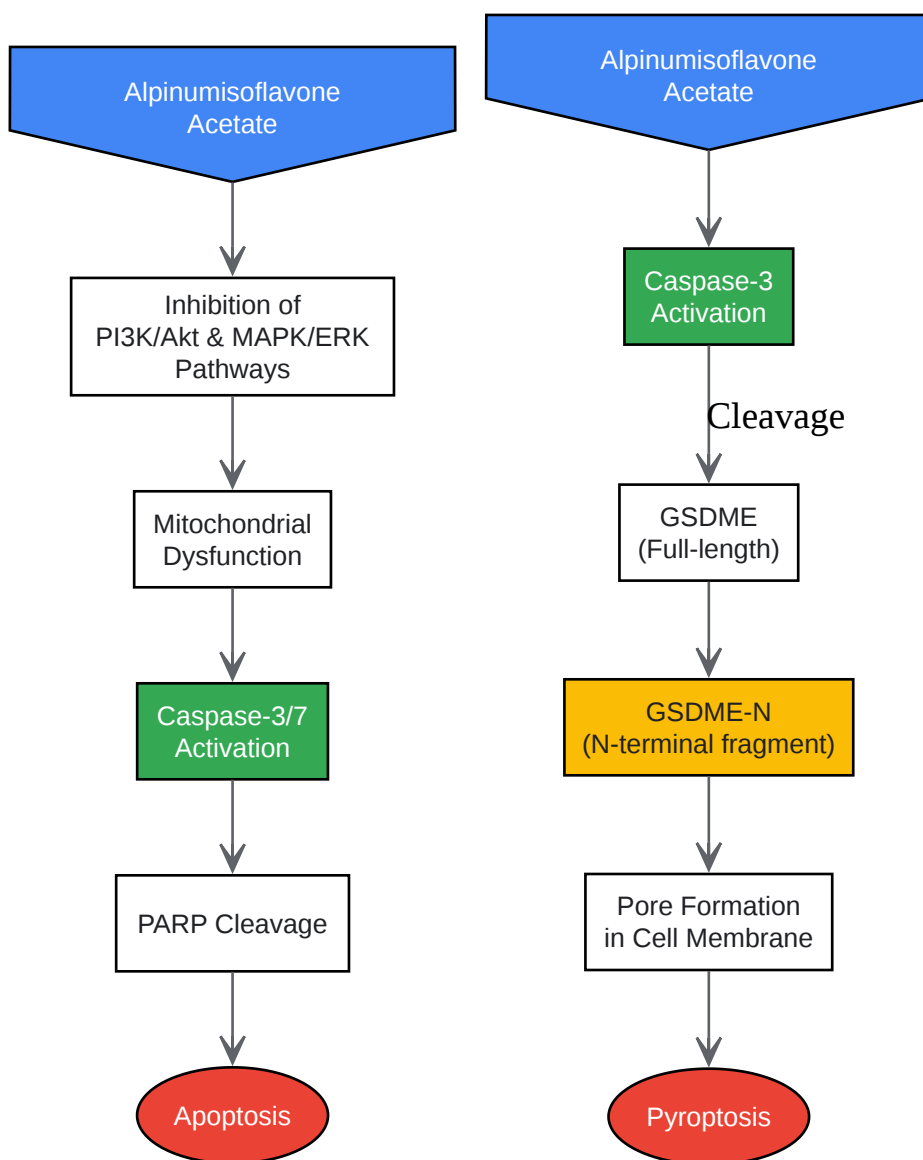 Alpinumisoflavone
Acetate
Inhibition of
PI3K/Akt & MAPK/ERK
Pathways
Mitochondrial
Dysfunction
Caspase-3/7
Activation
PARP Cleavage
Apoptosis
Alpinumisoflavone
Acetate
Caspase-3
Activation
Cleavage
GSDME
(Full-length)
GSDME-N
(N-terminal fragment)
Pore Formation
in Cell Membrane
Pyroptosis